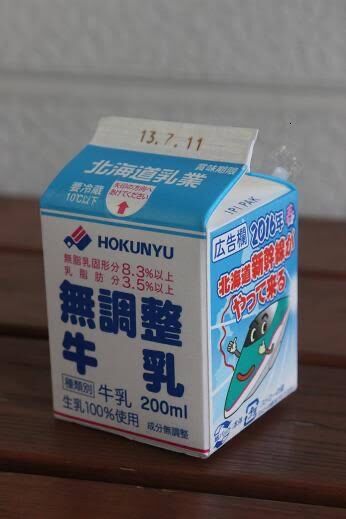 13.7.11
賞味期限
北海道乳業
要冷蔵
10℃以下
矢印の方向へ
あけてください
HOKUNYU
無脂乳固形分8.3%以上
乳脂肪分3.5%以上
無調整
牛乳
種類別 牛乳 200ml
生乳100%使用 成分無調整
IPI PAK
広告欄
2016年
北海道新幹線が
やって来る